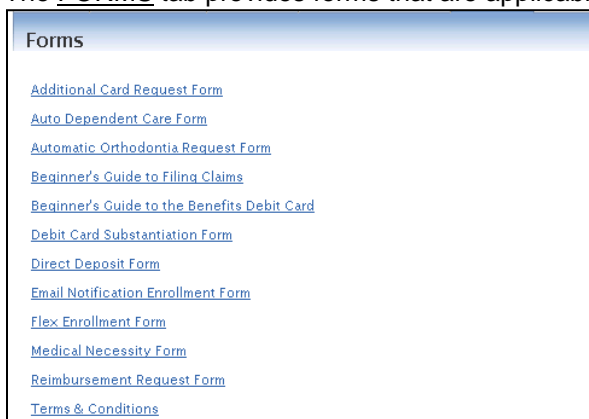 The FORMS tab provides forms that are applicab
Forms
Additional Card Request Form
Auto Dependent Care Form
Automatic Orthodontia Request Form
Beginner's Guide to Filing Claims
Beginner's Guide to the Benefits Debit Card
Debit Card Substantiation Form
Direct Deposit Form
Email Notification Enrollment Form
Flex Enrollment Form
Medical Necessity Form
Reimbursement Request Form
Terms & Conditions